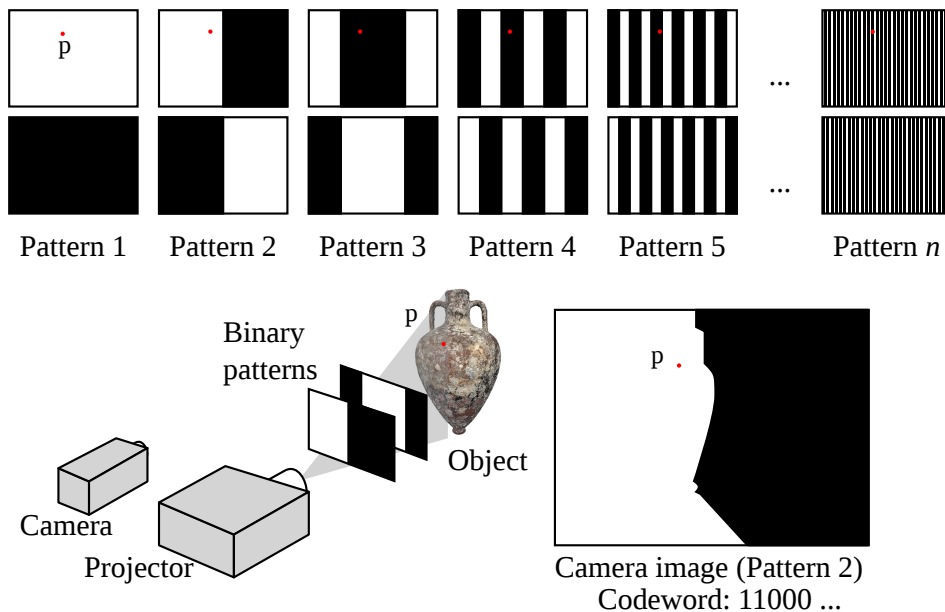 p
...
...
Pattern 1 Pattern 2 Pattern 3 Pattern 4 Pattern 5 Pattern n
Binary
patterns
p
Object
p
Camera
Projector
Camera image (Pattern 2)
Codeword: 11000 ...